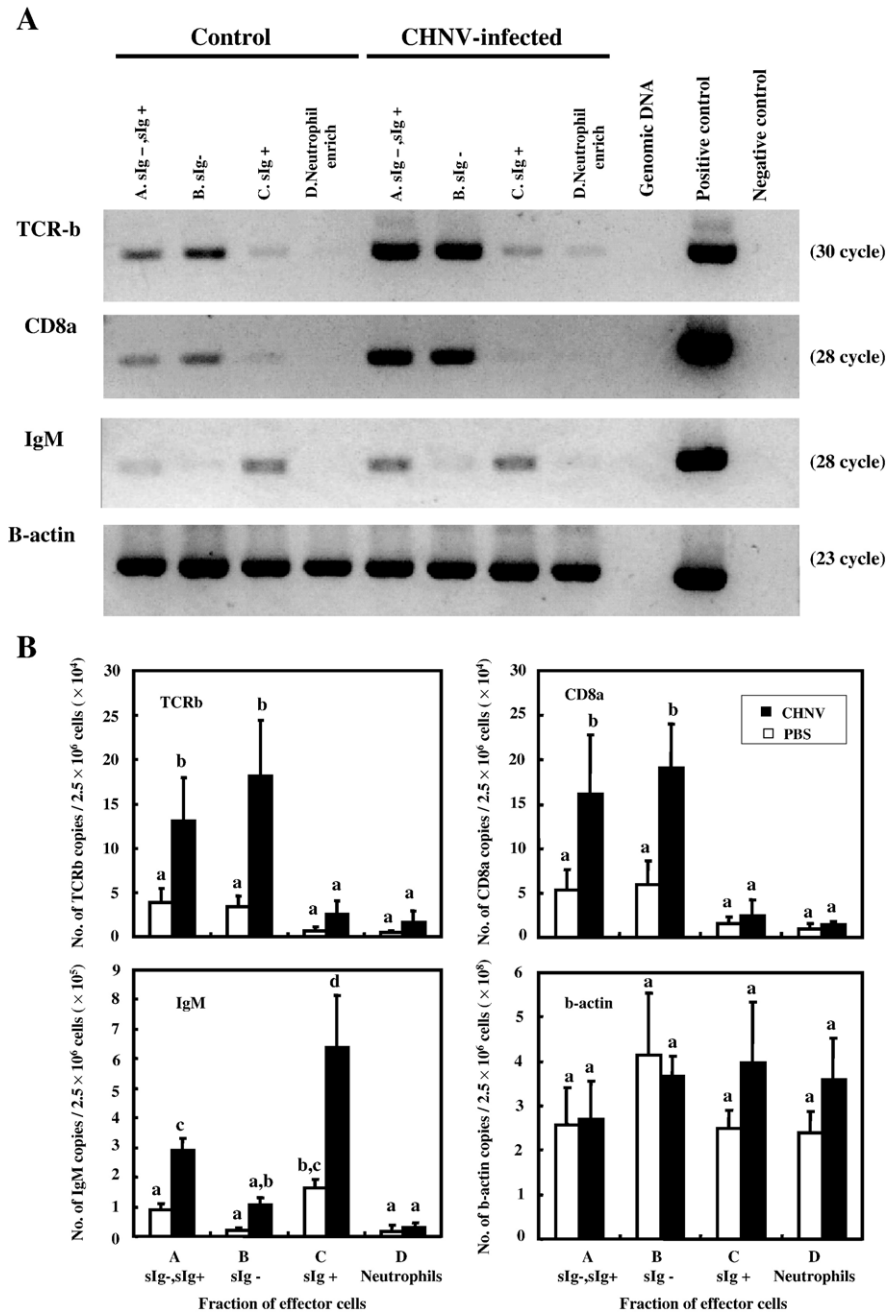 A
Control
CHNV-infected
A. sIg – ,sIg +
B. sIg-
C. sIg +
D.Neutrophil enrich
A. sIg – ,sIg +
B. sIg -
C. sIg +
D.Neutrophil enrich
Genomic DNA
Positive control
Negative control
TCR-b
(30 cycle)
CD8a
(28 cycle)
IgM
(28 cycle)
B-actin
(23 cycle)
B
No. of TCRb copies / 2.5 × 10⁶ cells ( × 10⁴)
30
25
20
15
10
5
0
TCRb
a b a b a a a a
No. of CD8a copies / 2.5 × 10⁶ cells ( × 10⁴)
30
25
20
15
10
5
0
CD8a
CHNV
PBS
a b a b a a a a
No. of IgM copies / 2.5 × 10⁶ cells ( × 10⁵)
9
8
7
6
5
4
3
2
1
0
IgM
a c a a,b b,c d a a
A B C D
sIg-,sIg+ sIg - sIg + Neutrophils
Fraction of effector cells
No. of b-actin copies / 2.5 × 10⁶ cells ( × 10⁸)
6
5
4
3
2
1
0
b-actin
a a a a a a a a
A B C D
sIg-,sIg+ sIg - sIg + Neutrophils
Fraction of effector cells